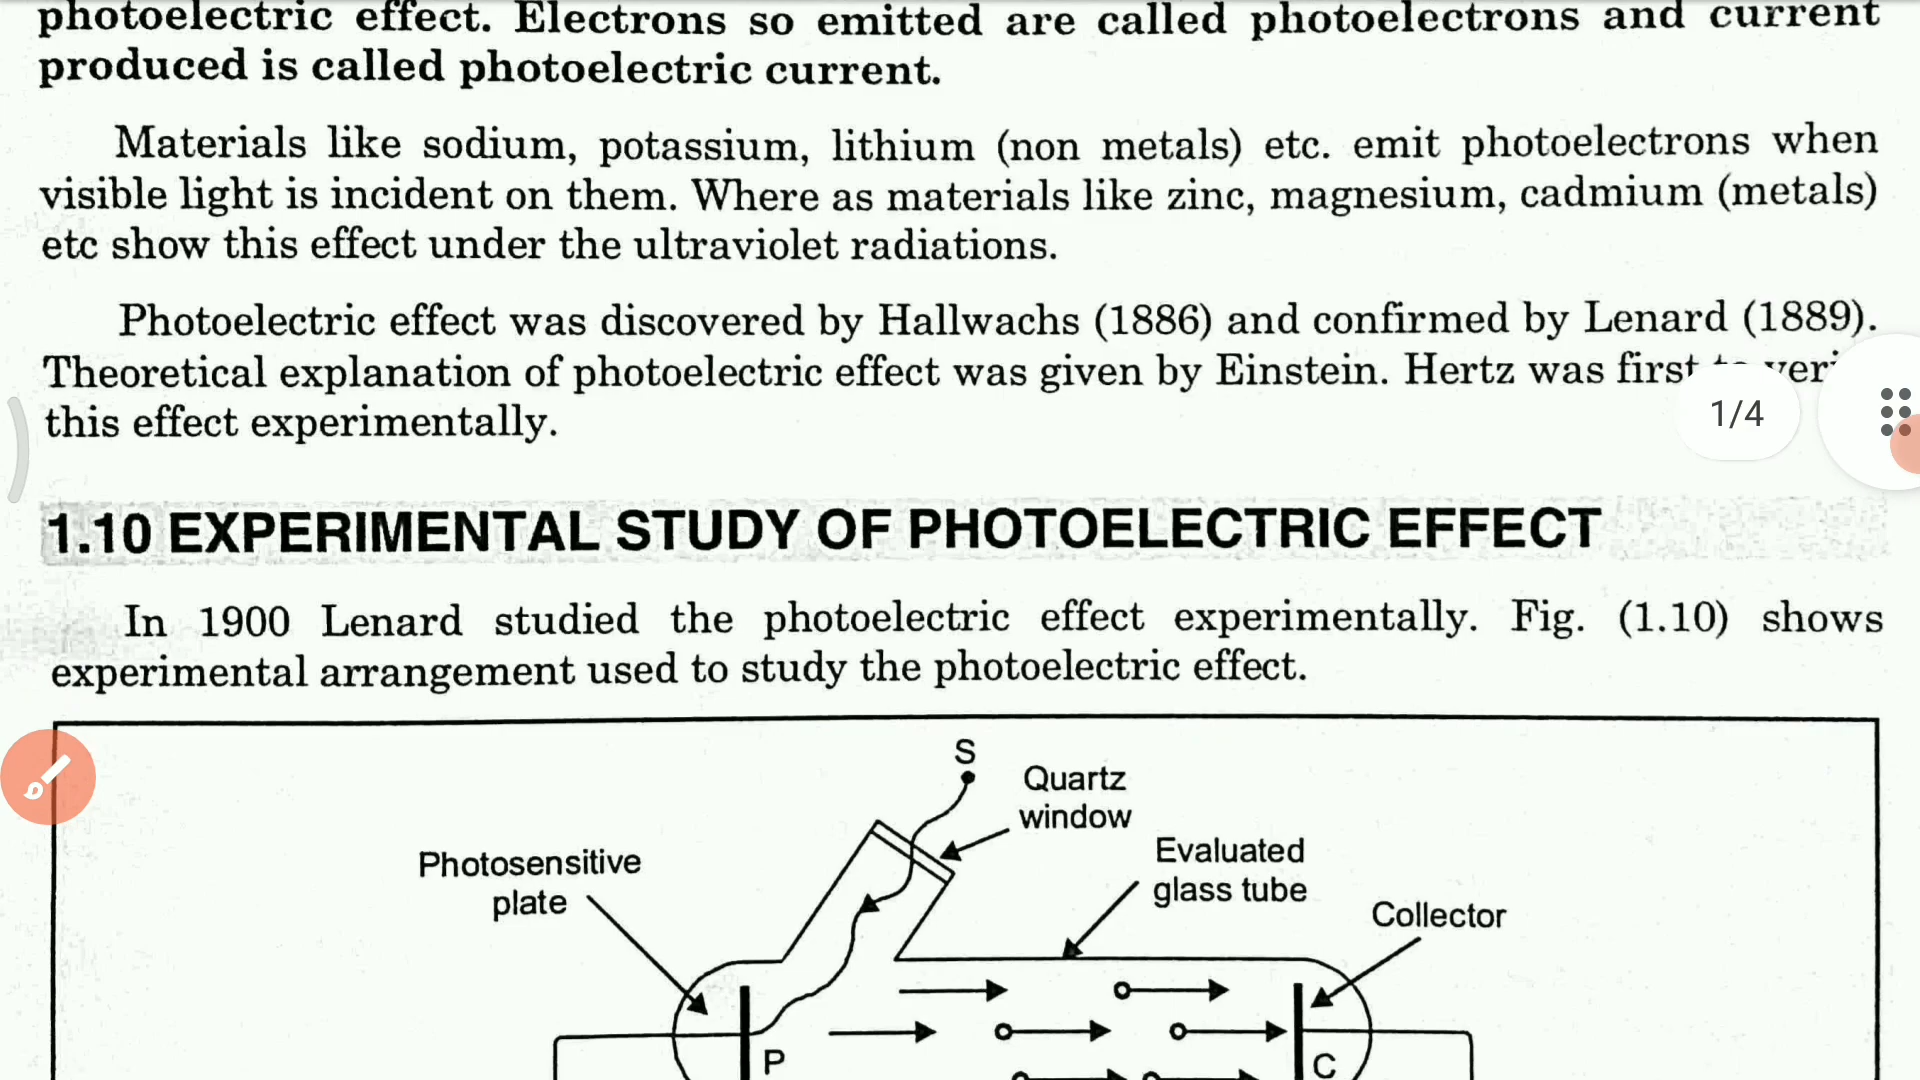 photoelectric effect. Electrons so emitted are called photoelectrons and current
produced is called photoelectric current.
Materials like sodium, potassium, lithium (non metals) etc. emit photoelectrons when
visible light is incident on them. Where as materials like zinc, magnesium, cadmium (metals)
etc show this effect under the ultraviolet radiations.
Photoelectric effect was discovered by Hallwachs (1886) and confirmed by Lenard (1889).
Theoretical explanation of photoelectric effect was given by Einstein. Hertz was first
this effect experimentally.
1/4
1.10 EXPERIMENTAL STUDY OF PHOTOELECTRIC EFFECT
In 1900 Lenard studied the photoelectric effect experimentally. Fig. (1.10) shows
experimental arrangement used to study the photoelectric effect.
S
Quartz
window
Photosensitive
plate
Evaluated
glass tube
Collector
P
C